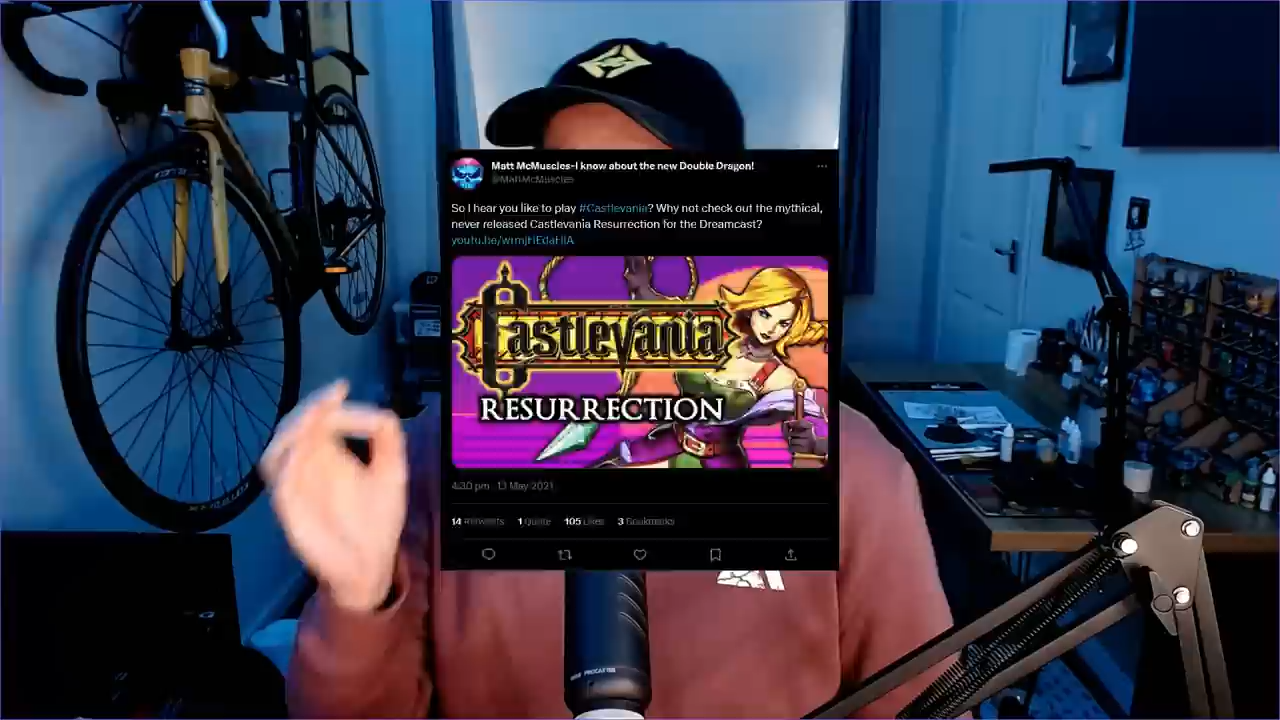 Matt McMuscles-I know about the new Double Dragon!
@MattMcMuscles
So I hear you like to play #Castlevania? Why not check out the mythical,
never released Castlevania Resurrection for the Dreamcast?
Castlevania
RESURRECTION
4:30 pm · 13 May 2021
14 Retweets 1 Quote 105 Likes 3 Bookmarks